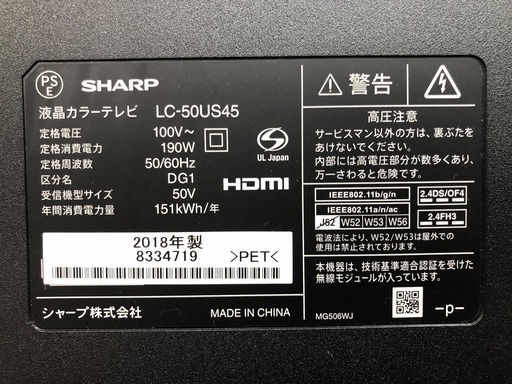 PS E
SHARP
液晶カラーテレビ LC-50US45
定格電圧 100V~
定格消費電力 190W
定格周波数 50/60Hz
区分名 DG1
受信機型サイズ 50V
年間消費電力量 151kWh/年
UL Japan
HDMI
2018年製
8334719
>PET<
シャープ株式会社
MADE IN CHINA
警告
高圧注意
サービスマン以外の方は、裏ぶたを
あけないでください。
内部には高電圧部分が数多くあり、
万一さわると危険です。
IEEE802.11b/g/n
IEEE802.11a/n/ac
J52 W52 W53 W56
2.4DS/OF4
2.4FH3
電波法により、W52/W53は屋外での
使用は禁じられています。
本機器は、技術基準適合認証を受けた
無線モジュールが入っています。
MG506WJ
-p-